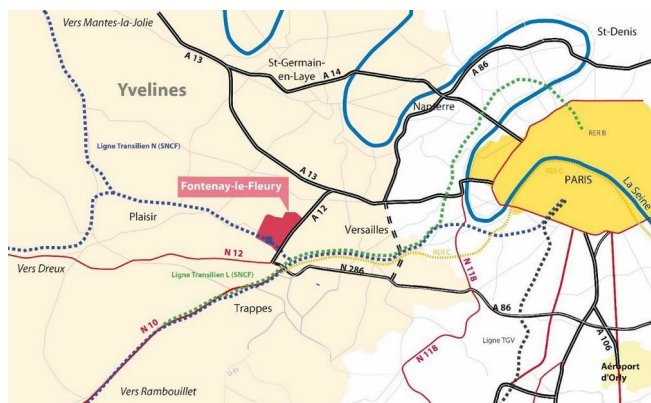 Vers Mantes-la-Jolie
A 13
St-Germain-
en-Laye
A 14
A 86
St-Denis
Yvelines
Nanterre
Ligne Transilien N (SNCF)
RER B
A 13
Fontenay-le-Fleury
RER C
PARIS
La Seine
Plaisir
A 12
Versailles
N 12
RER C
Vers Dreux
Ligne Transilien L (SNCF)
N 286
N 118
A 86
N 10
Trappes
Ligne TGV
A 106
N 118
Aéroport
d'Orly
Vers Rambouillet